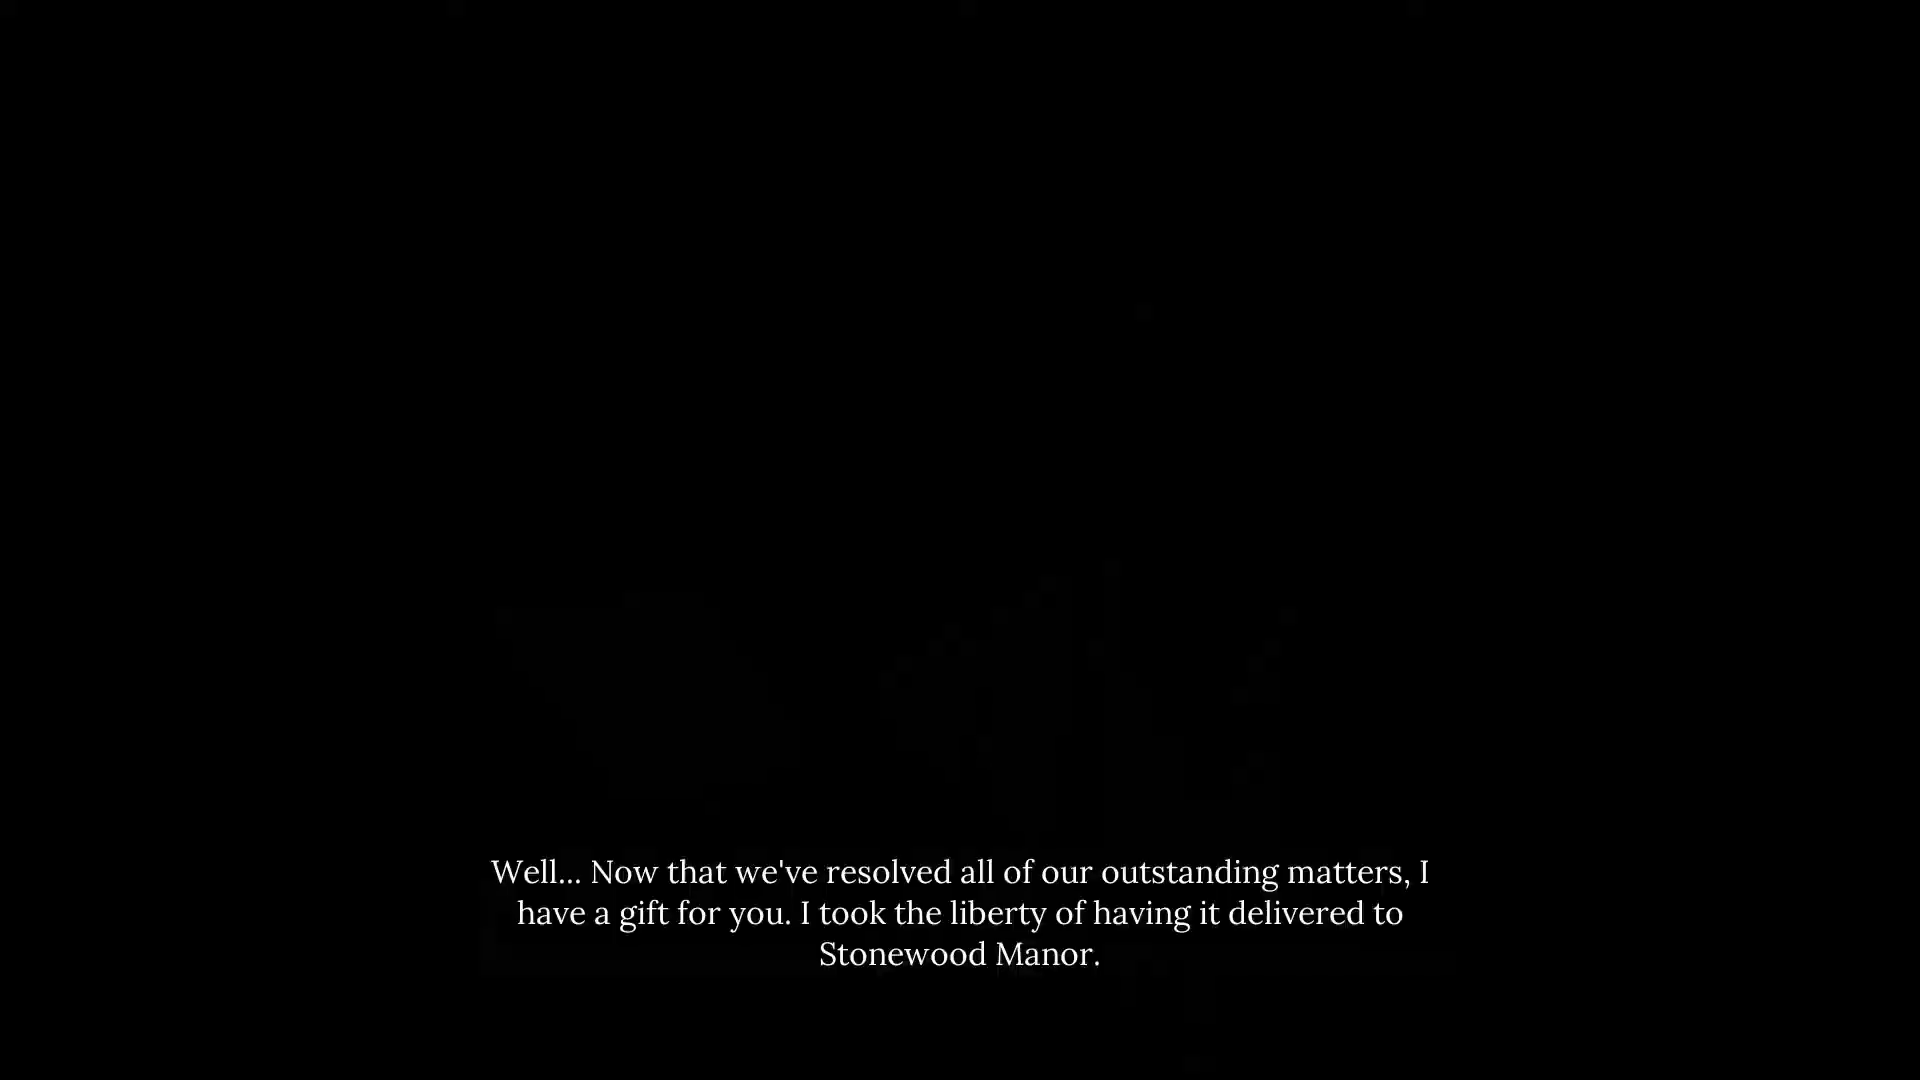 Well... Now that we've resolved all of our outstanding matters, I
have a gift for you. I took the liberty of having it delivered to
Stonewood Manor.